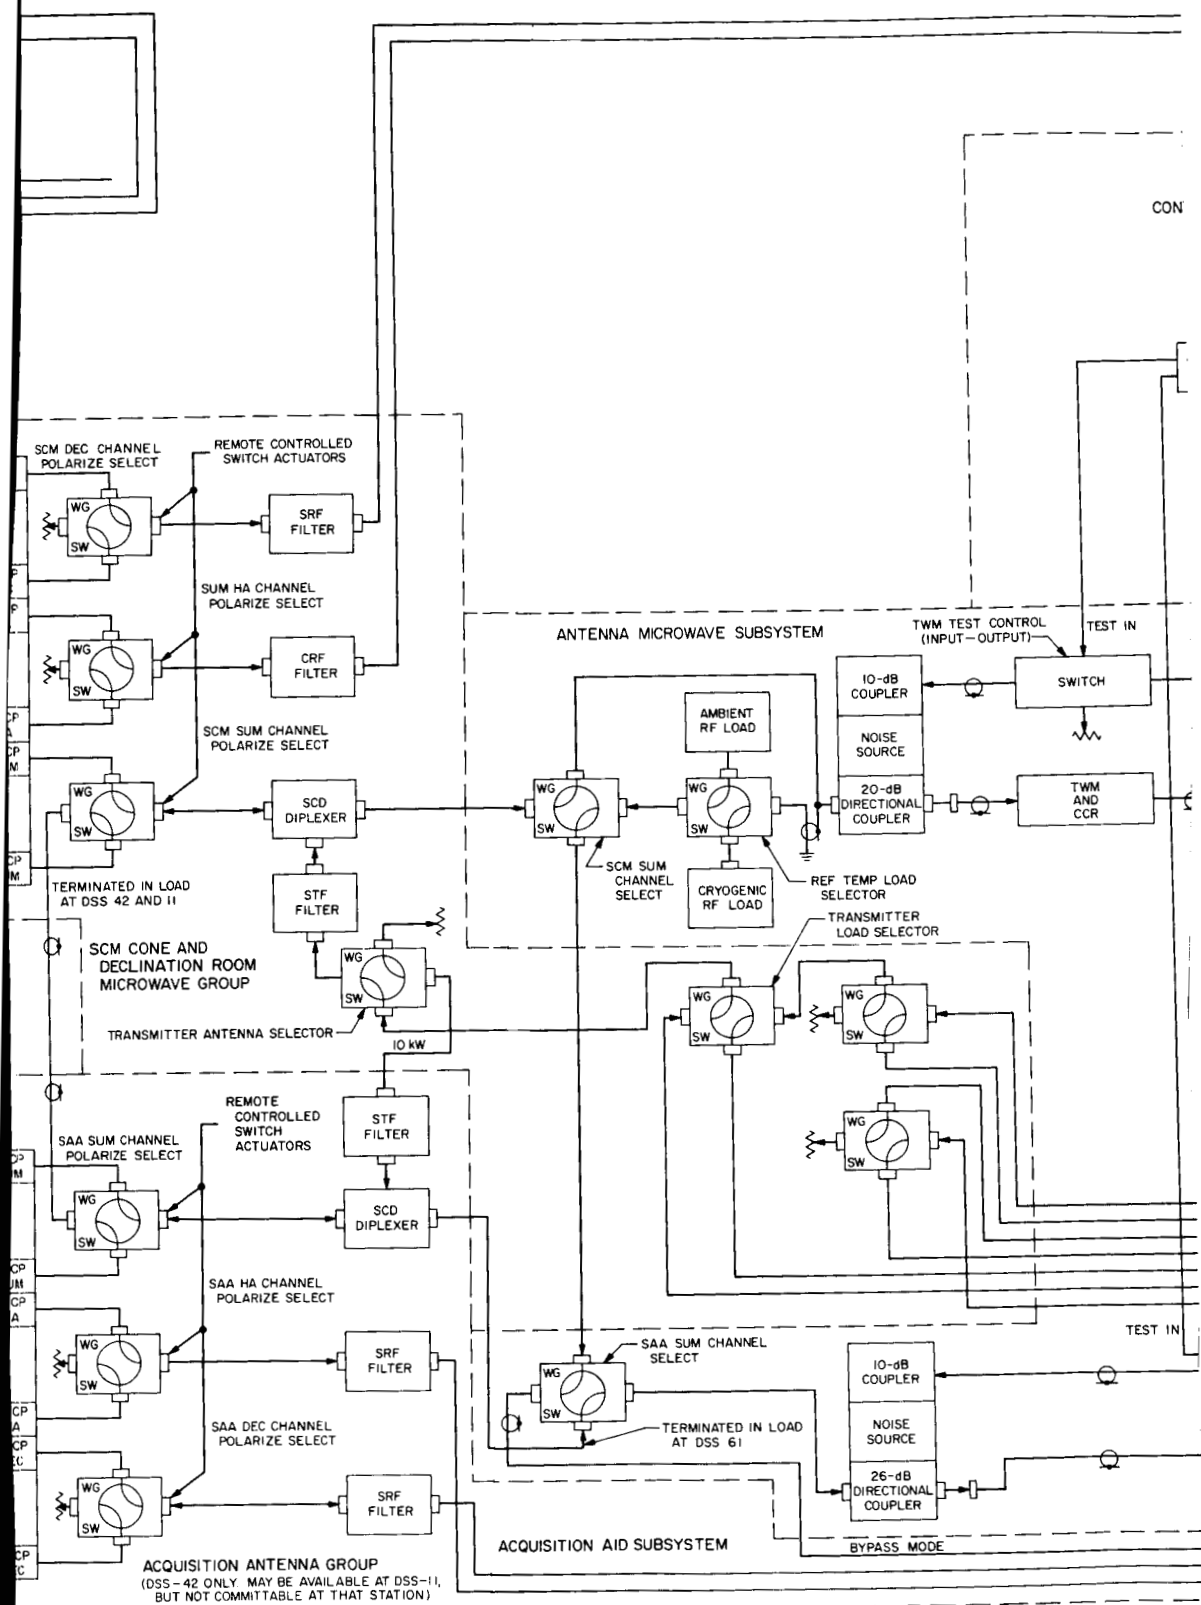 CON
SCM DEC CHANNEL
POLARIZE SELECT
REMOTE CONTROLLED
SWITCH ACTUATORS
WG
SW
SRF
FILTER
SUM HA CHANNEL
POLARIZE SELECT
WG
SW
CRF
FILTER
SCM SUM CHANNEL
POLARIZE SELECT
WG
SW
SCD
DIPLEXER
TERMINATED IN LOAD
AT DSS 42 AND 11
STF
FILTER
SCM CONE AND
DECLINATION ROOM
MICROWAVE GROUP
WG
SW
TRANSMITTER ANTENNA SELECTOR
10 kW
ANTENNA MICROWAVE SUBSYSTEM
TWM TEST CONTROL
(INPUT-OUTPUT)
TEST IN
10-dB
COUPLER
SWITCH
AMBIENT
RF LOAD
NOISE
SOURCE
WG
SW
WG
SW
20-dB
DIRECTIONAL
COUPLER
TWM
AND
CCR
SCM SUM
CHANNEL
SELECT
CRYOGENIC
RF LOAD
REF TEMP LOAD
SELECTOR
TRANSMITTER
LOAD SELECTOR
WG
SW
WG
SW
WG
SW
REMOTE
CONTROLLED
SWITCH
ACTUATORS
STF
FILTER
SAA SUM CHANNEL
POLARIZE SELECT
WG
SW
SCD
DIPLEXER
SAA HA CHANNEL
POLARIZE SELECT
WG
SW
SRF
FILTER
SAA DEC CHANNEL
POLARIZE SELECT
WG
SW
SRF
FILTER
SAA SUM CHANNEL
SELECT
WG
SW
TERMINATED IN LOAD
AT DSS 61
TEST IN
10-dB
COUPLER
NOISE
SOURCE
26-dB
DIRECTIONAL
COUPLER
ACQUISITION AID SUBSYSTEM
BYPASS MODE
ACQUISITION ANTENNA GROUP
(DSS-42 ONLY. MAY BE AVAILABLE AT DSS-11,
BUT NOT COMMITTABLE AT THAT STATION)